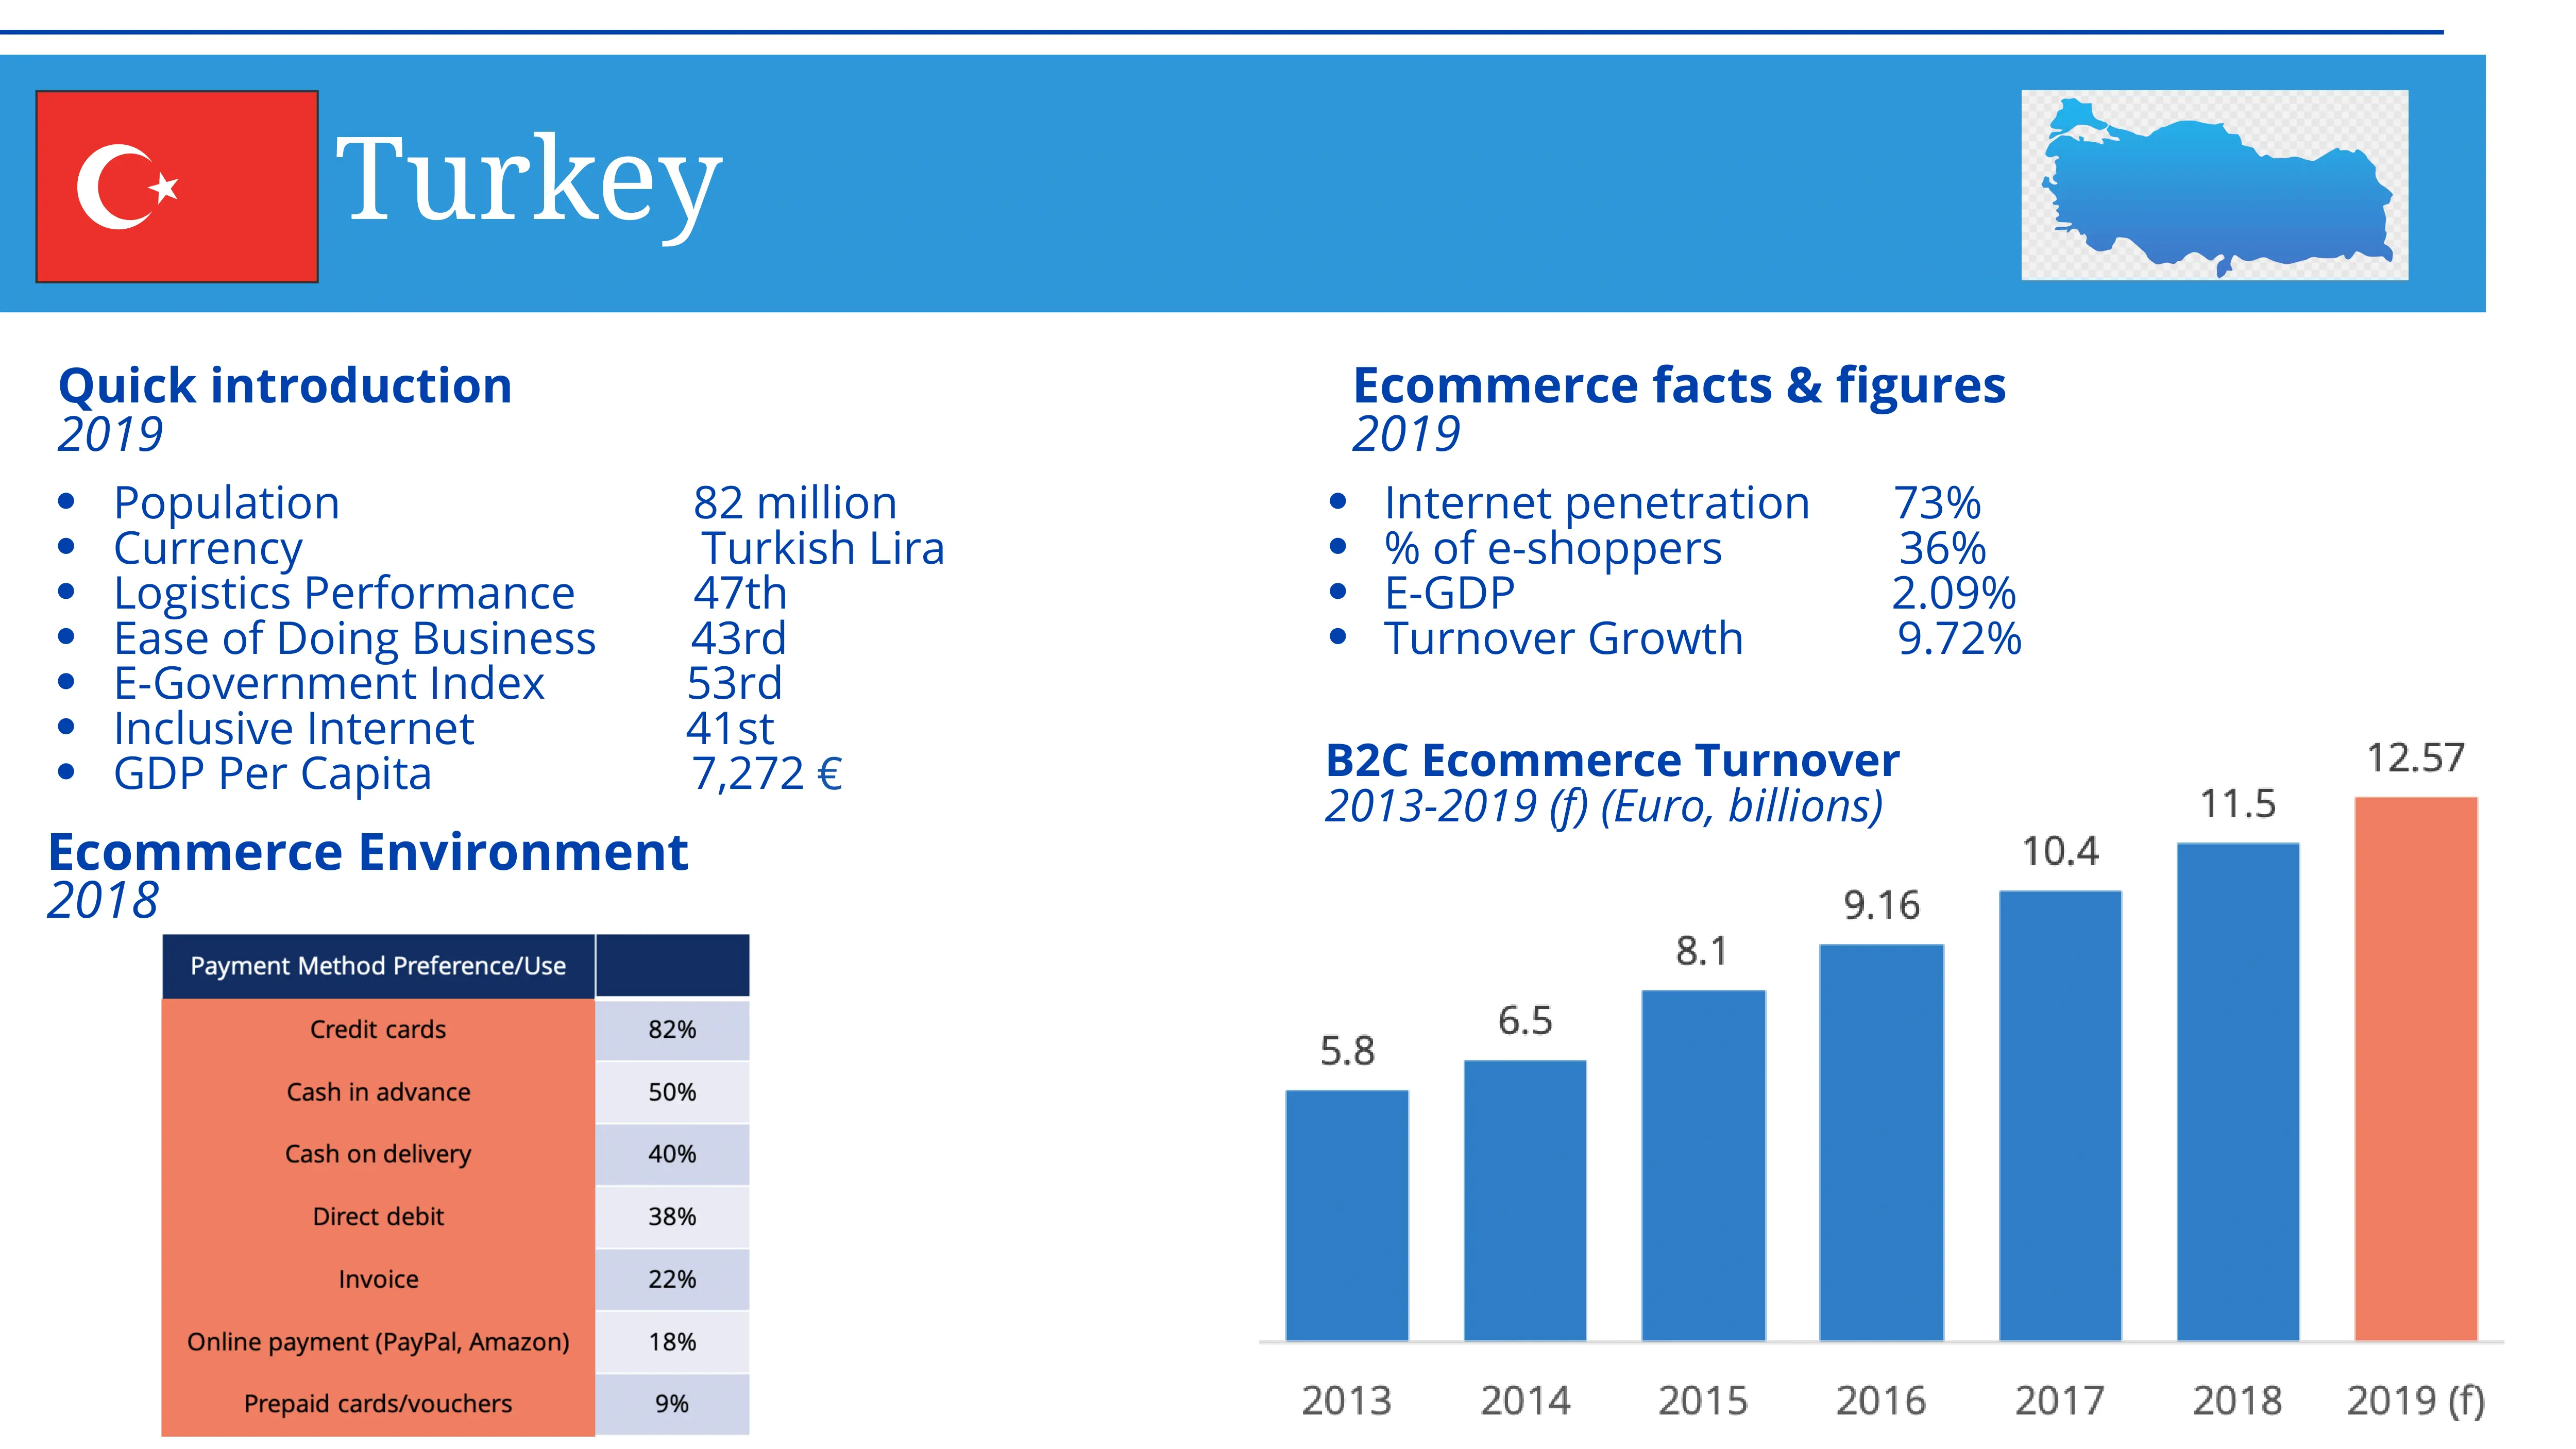 Turkey
Quick introduction
2019
• Population 82 million
• Currency Turkish Lira
• Logistics Performance 47th
• Ease of Doing Business 43rd
• E-Government Index 53rd
• Inclusive Internet 41st
• GDP Per Capita 7,272 €
Ecommerce Environment
2018
Payment Method Preference/Use
Credit cards 82%
Cash in advance 50%
Cash on delivery 40%
Direct debit 38%
Invoice 22%
Online payment (PayPal, Amazon) 18%
Prepaid cards/vouchers 9%
Ecommerce facts & figures
2019
• Internet penetration 73%
• % of e-shoppers 36%
• E-GDP 2.09%
• Turnover Growth 9.72%
B2C Ecommerce Turnover
2013-2019 (f) (Euro, billions)
5.8 6.5 8.1 9.16 10.4 11.5 12.57
2013 2014 2015 2016 2017 2018 2019 (f)